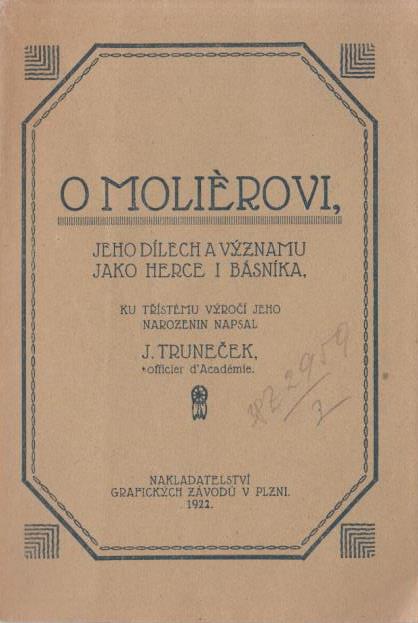 O MOLIÈROVI,
JEHO DÍLECH A VÝZNAMU
JAKO HERCE I BÁSNÍKA,
KU TŘÍSTÉMU VÝROČÍ JEHO
NAROZENIN NAPSAL
J. TRUNEČEK,
officier d'Académie.
2959
NAKLADATELSTVÍ
GRAFICKÝCH ZÁVODŮ V PLZNI.
1922.